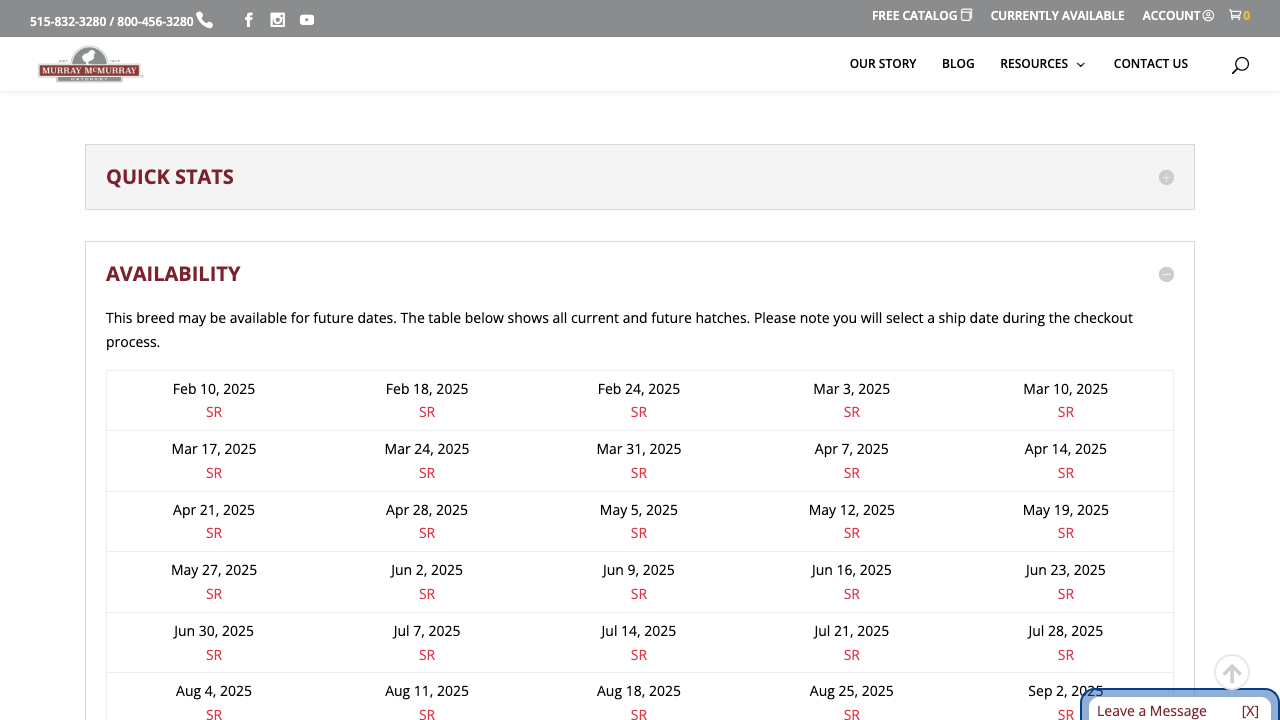 515-832-3280 / 800-456-3280
FREE CATALOG
CURRENTLY AVAILABLE
ACCOUNT
0
MURRAY McMURRAY
HATCHERY
OUR STORY
BLOG
RESOURCES
CONTACT US
QUICK STATS
AVAILABILITY
This breed may be available for future dates. The table below shows all current and future hatches. Please note you will select a ship date during the checkout
process.
Feb 10, 2025 Feb 18, 2025 Feb 24, 2025 Mar 3, 2025 Mar 10, 2025
SR SR SR SR SR
Mar 17, 2025 Mar 24, 2025 Mar 31, 2025 Apr 7, 2025 Apr 14, 2025
SR SR SR SR SR
Apr 21, 2025 Apr 28, 2025 May 5, 2025 May 12, 2025 May 19, 2025
SR SR SR SR SR
May 27, 2025 Jun 2, 2025 Jun 9, 2025 Jun 16, 2025 Jun 23, 2025
SR SR SR SR SR
Jun 30, 2025 Jul 7, 2025 Jul 14, 2025 Jul 21, 2025 Jul 28, 2025
SR SR SR SR SR
Aug 4, 2025 Aug 11, 2025 Aug 18, 2025 Aug 25, 2025 Sep 2, 2025
SR SR SR SR SR
Leave a Message [X]